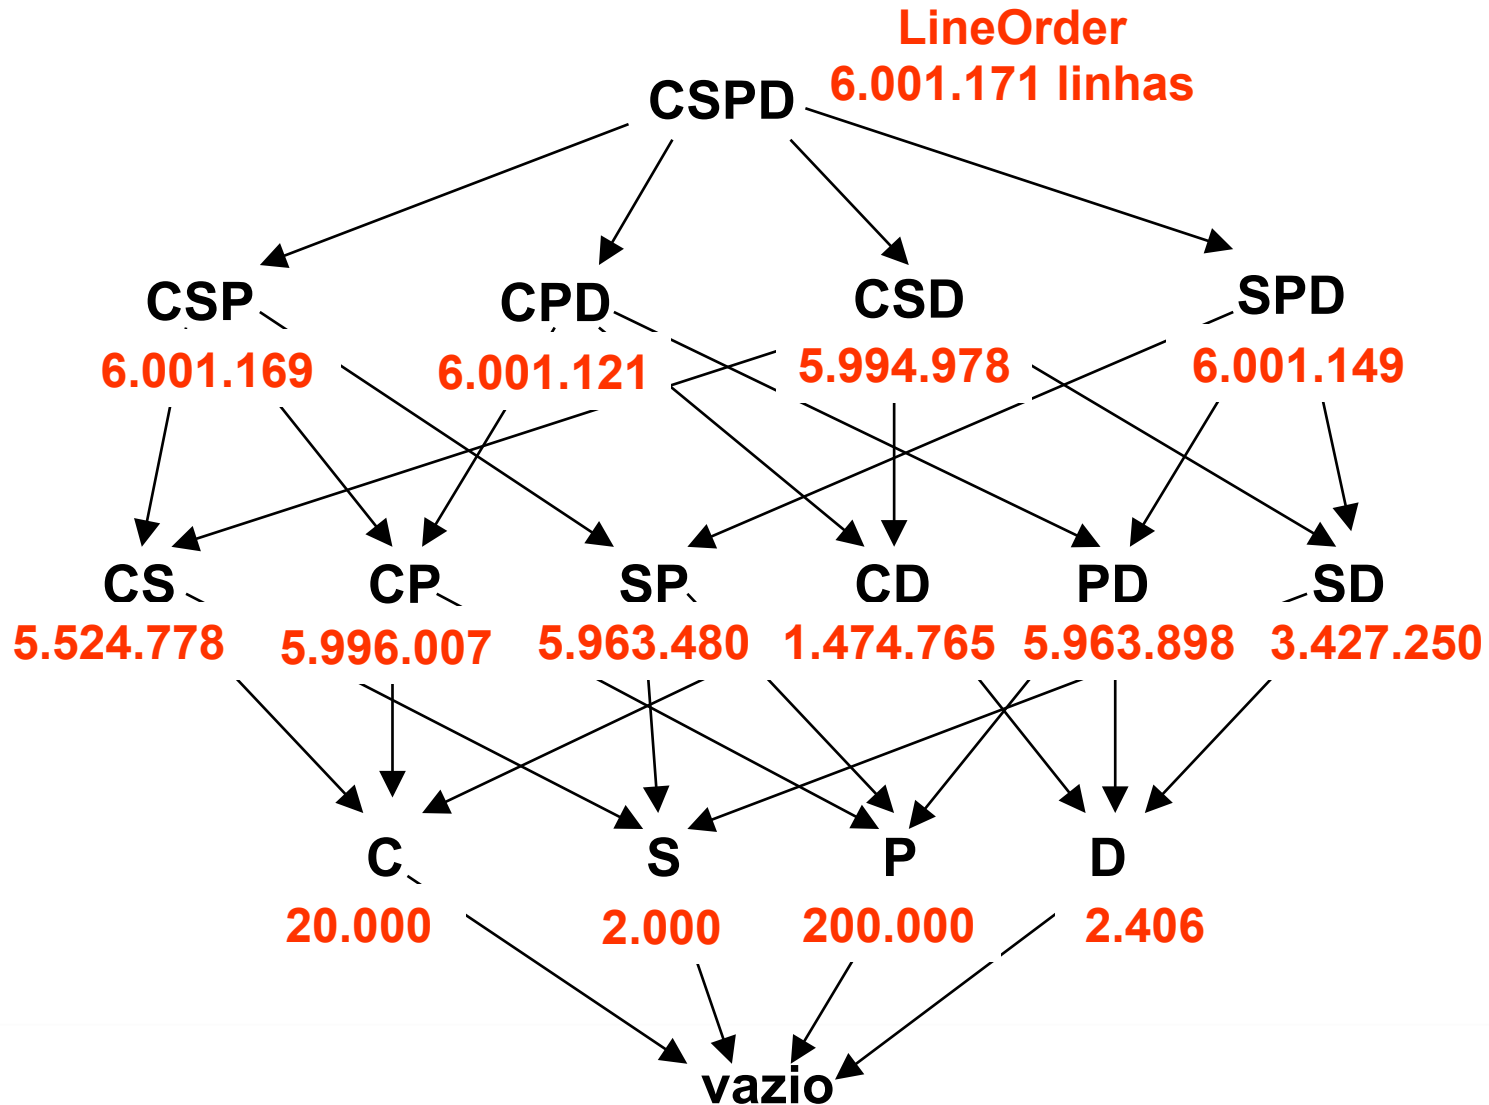 LineOrder
6.001.171 linhas
CSPD
CSP CPD CSD SPD
6.001.169 6.001.121 5.994.978 6.001.149
CS CP SP CD PD SD
5.524.778 5.996.007 5.963.480 1.474.765 5.963.898 3.427.250
C S P D
20.000 2.000 200.000 2.406
vazio